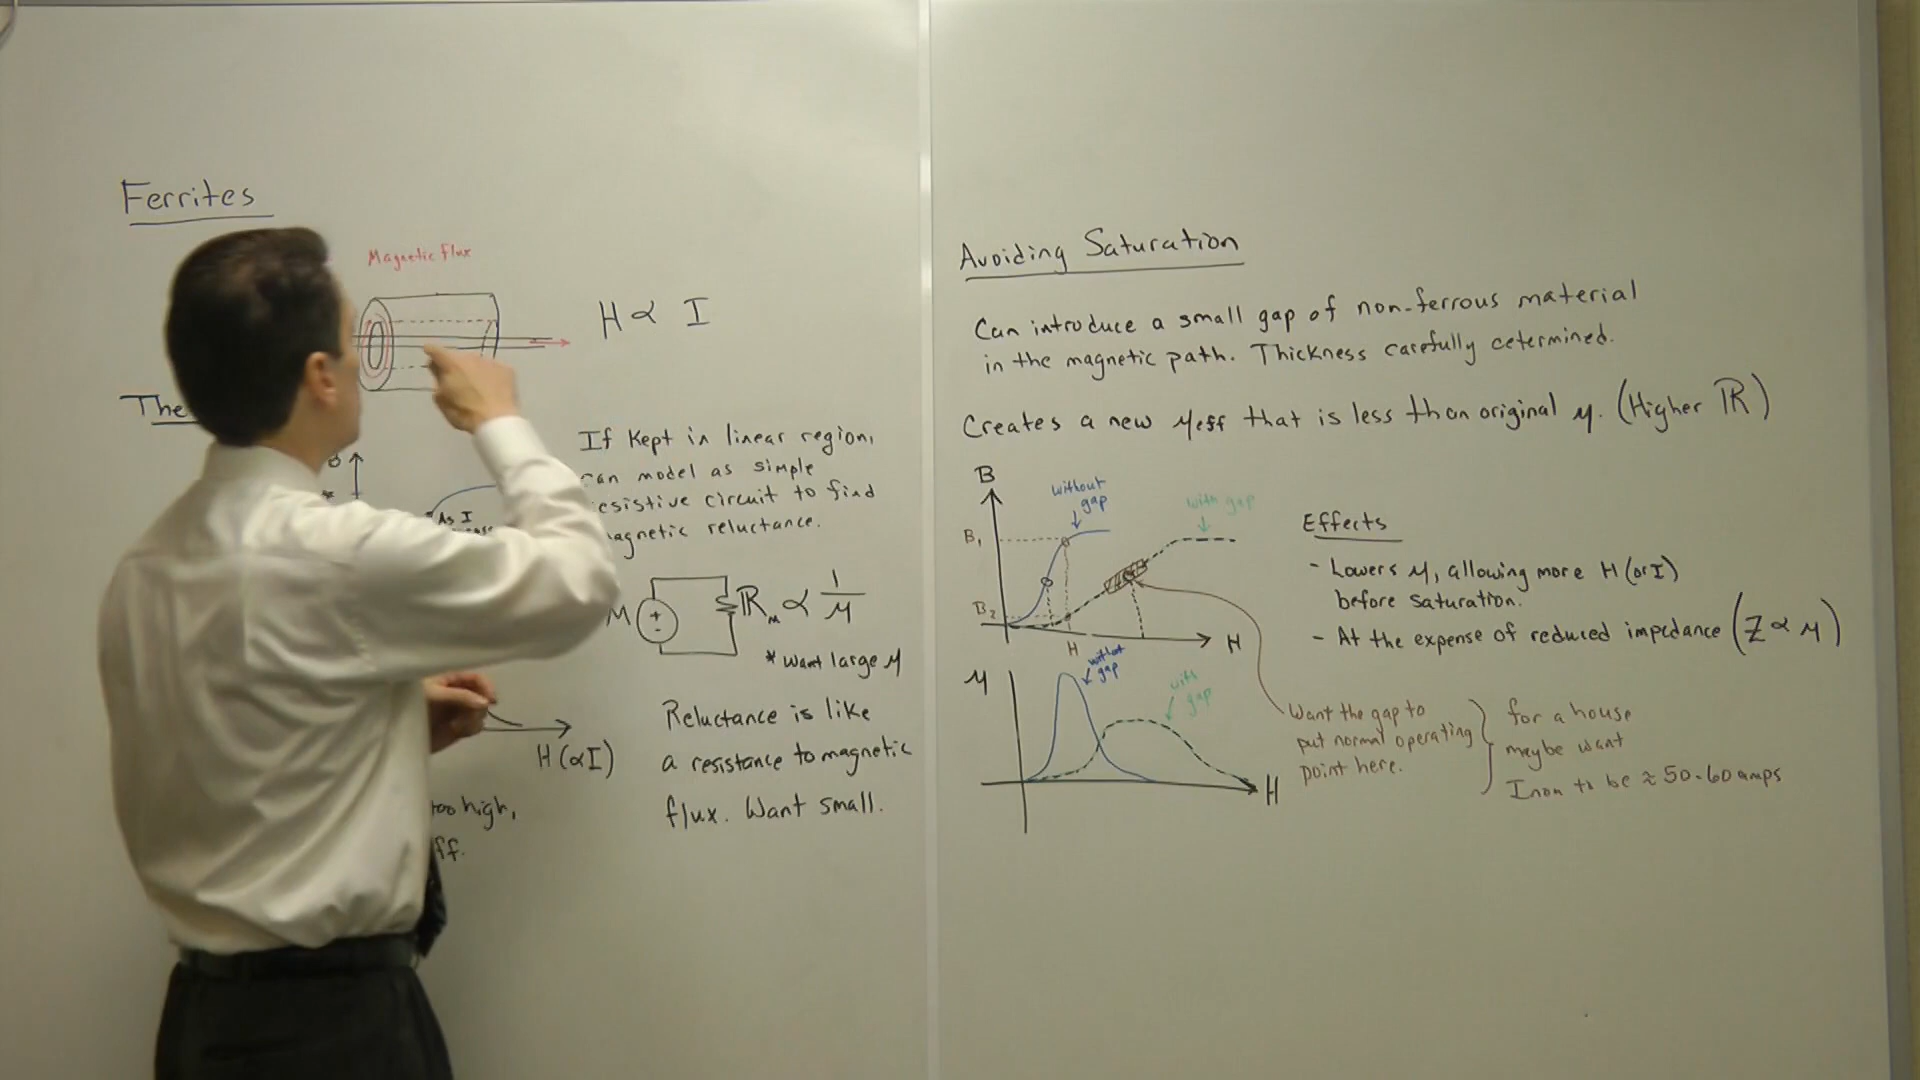 Ferrites
Magnetic flux
H ∝ I
The
B
As I
If kept in linear region,
can model as simple
resistive circuit to find
magnetic reluctance.
M
+
-
ℝm ∝ 1/μ
* want large μ
H (∝I)
too high,
Reluctance is like
a resistance to magnetic
flux. Want small.
Avoiding Saturation
Can introduce a small gap of non-ferrous material
in the magnetic path. Thickness carefully cetermined.
Creates a new μeff that is less than original μ. (Higher ℝ)
B
without
gap
with gap
B1
B2
H
H
μ
without
gap
with
gap
H
Effects
- Lowers μ, allowing more H (or I)
before saturation.
- At the expense of reduced impedance (Z ∝ μ)
Want the gap to
put normal operating
point here.
for a house
maybe want
Inom to be ≈ 50-60 amps